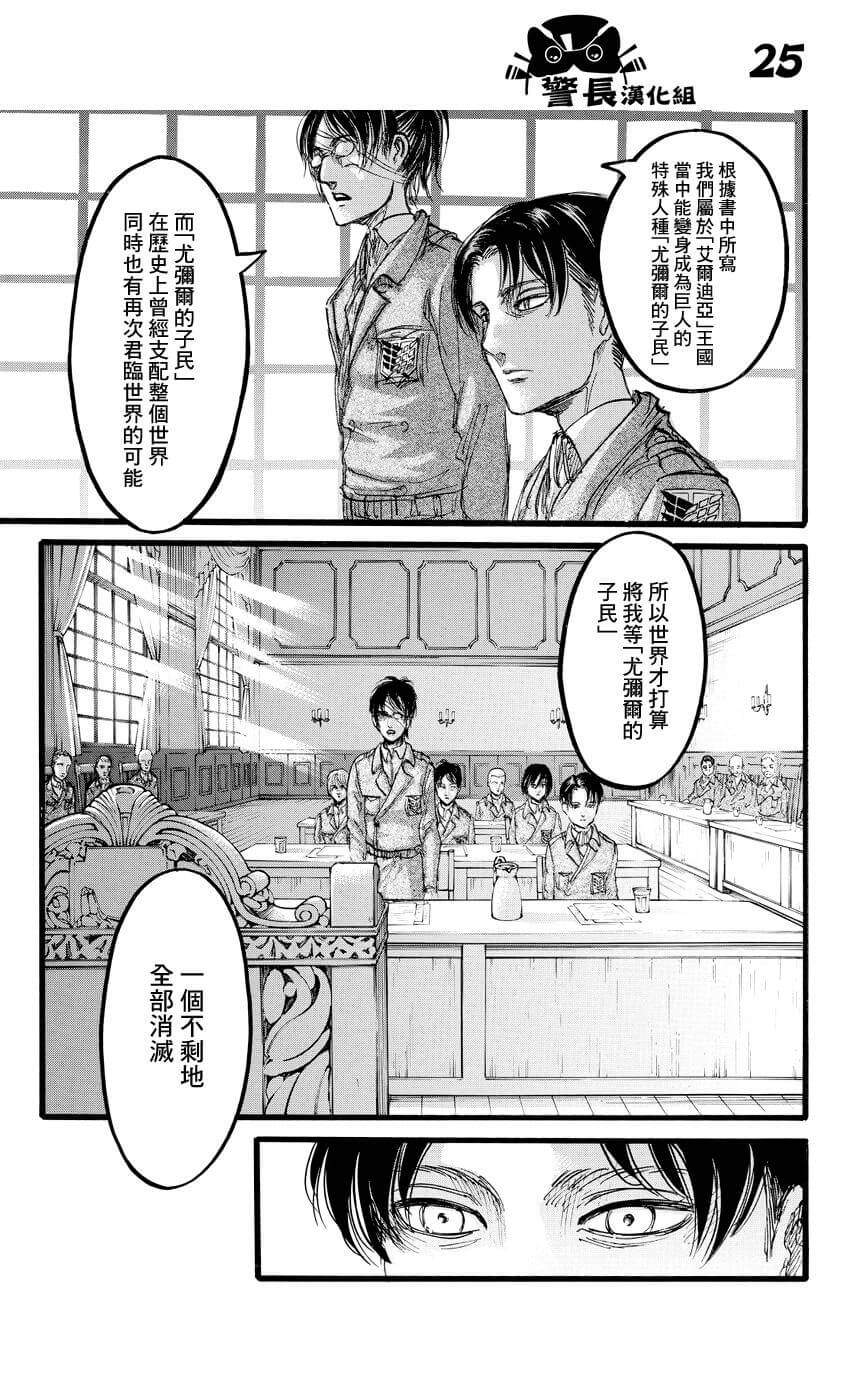 25
警長漢化組
根據書中所寫
我們屬於「艾爾迪亞」王國
當中能變身成為巨人的
特殊人種「尤彌爾的子民」
而「尤彌爾的子民」
在歷史上曾經支配整個世界
同時也有再次君臨世界的可能
所以世界才打算
將我等「尤彌爾的
子民」
一個不剩地
全部消滅